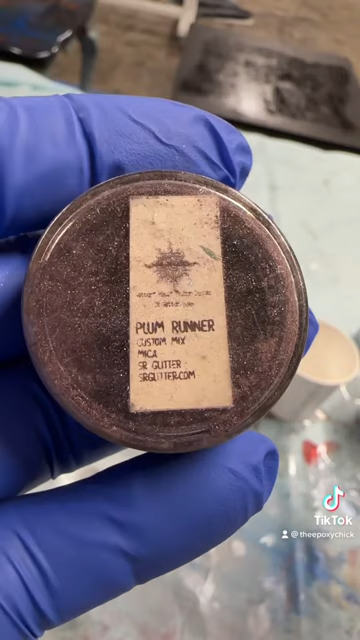 PLUM RUNNER
CUSTOM MIX
MICA
SR GLITTER
SRGLITTER.COM
TikTok
@theepoxychick